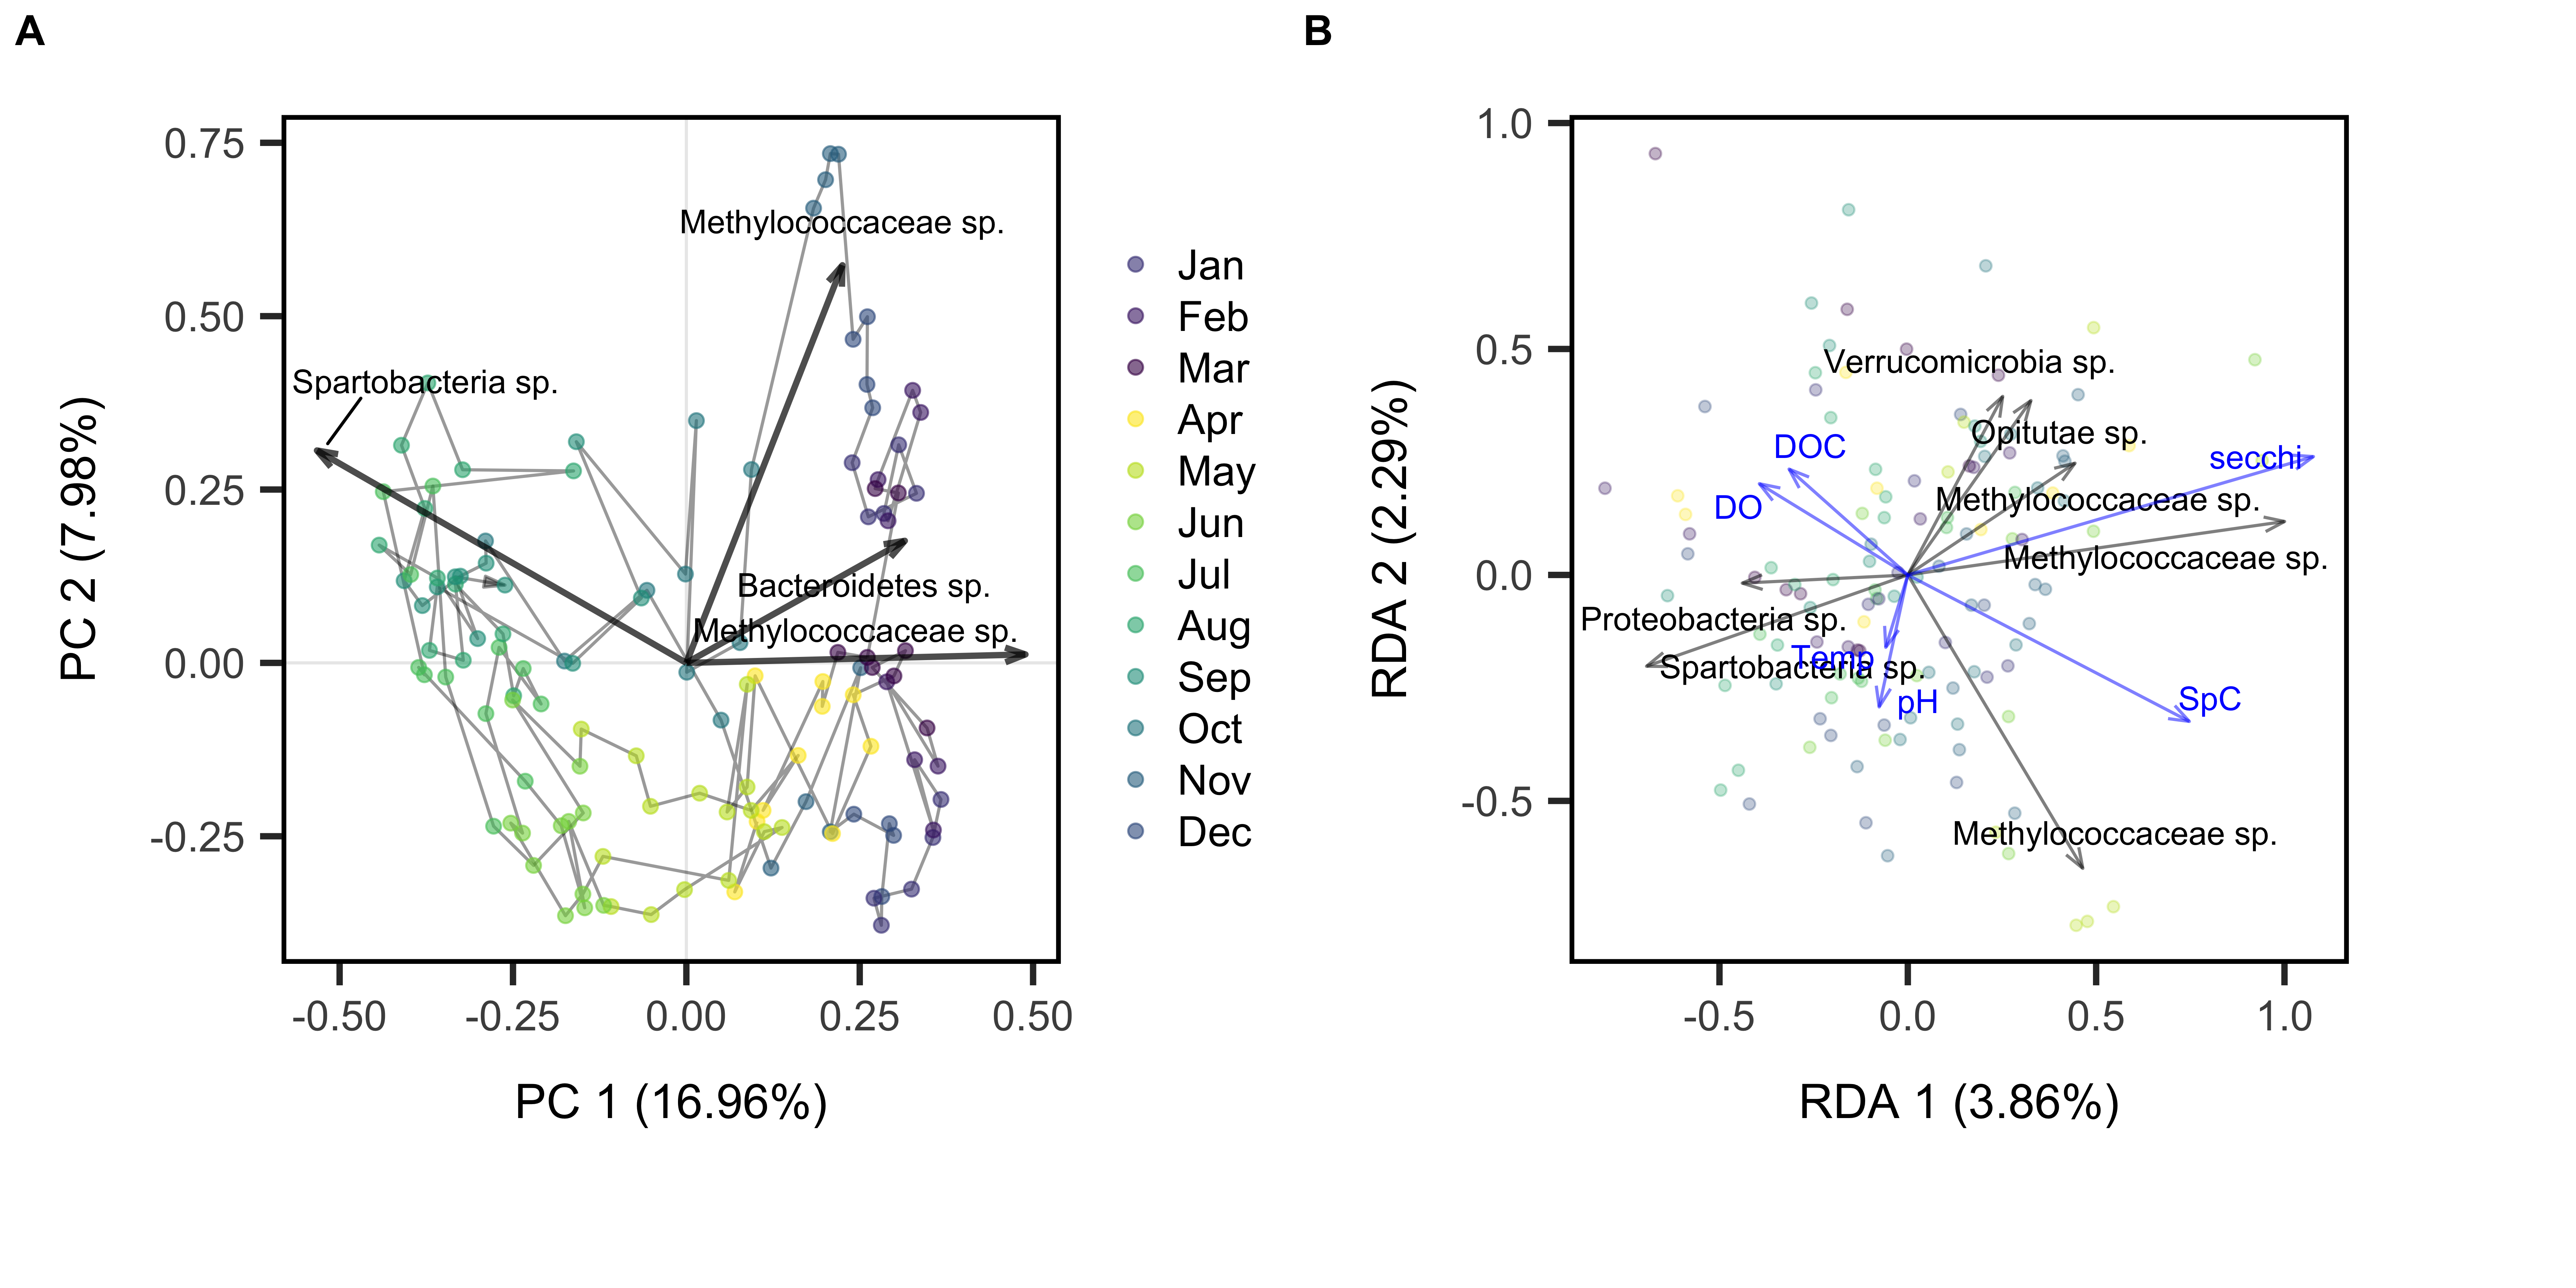 A
0.75
0.50
0.25
0.00
-0.25
-0.50
-0.25
0.00
0.25
0.50
PC 1 (16.96%)
PC 2 (7.98%)
Methylococcaceae sp.
Spartobacteria sp.
Bacteroidetes sp.
Methylococcaceae sp.
Jan
Feb
Mar
Apr
May
Jun
Jul
Aug
Sep
Oct
Nov
Dec
B
1.0
0.5
0.0
-0.5
-0.5
0.0
0.5
1.0
RDA 1 (3.86%)
RDA 2 (2.29%)
Verrucomicrobia sp.
Opitutae sp.
DOC
secchi
DO
Methylococcaceae sp.
Methylococcaceae sp.
Proteobacteria sp.
Temp
Spartobacteria sp.
pH
SpC
Methylococcaceae sp.